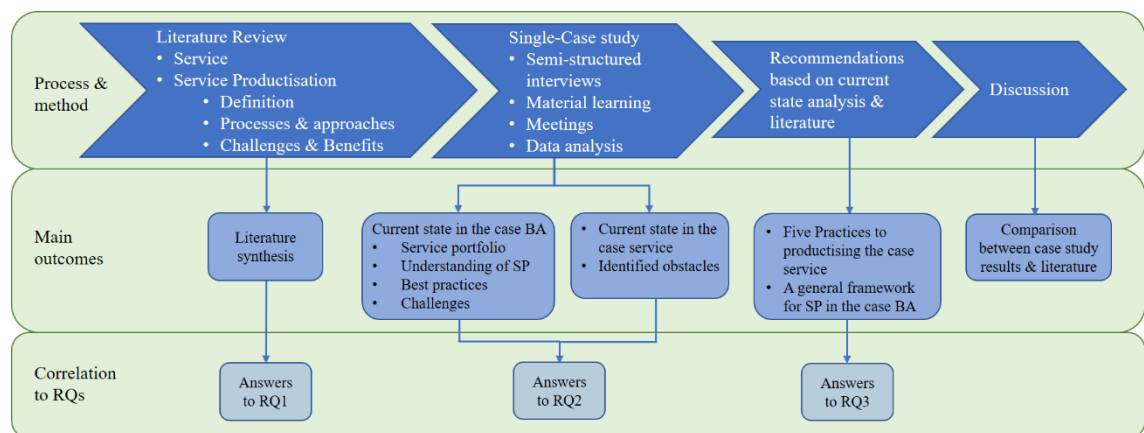 Process &
method
Literature Review
• Service
• Service Productisation
• Definition
• Processes & approaches
• Challenges & Benefits
Single-Case study
• Semi-structured
interviews
• Material learning
• Meetings
• Data analysis
Recommendations
based on current
state analysis &
literature
Discussion
Main
outcomes
Literature
synthesis
Current state in the case BA
• Service portfolio
• Understanding of SP
• Best practices
• Challenges
• Current state in the
case service
• Identified obstacles
• Five Practices to
productising the case
service
• A general framework
for SP in the case BA
Comparison
between case study
results & literature
Correlation
to RQs
Answers
to RQ1
Answers
to RQ2
Answers
to RQ3